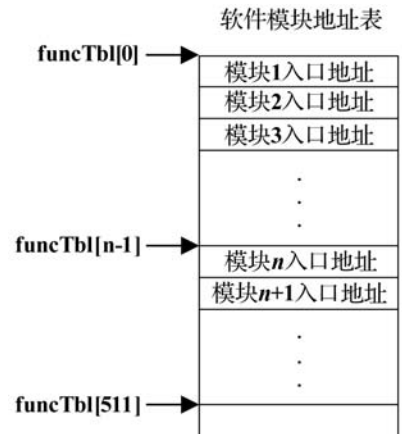 软件模块地址表
funcTbl[0]
模块1入口地址
模块2入口地址
模块3入口地址
.
.
funcTbl[n-1]
模块n入口地址
模块n+1入口地址
.
.
.
funcTbl[511]